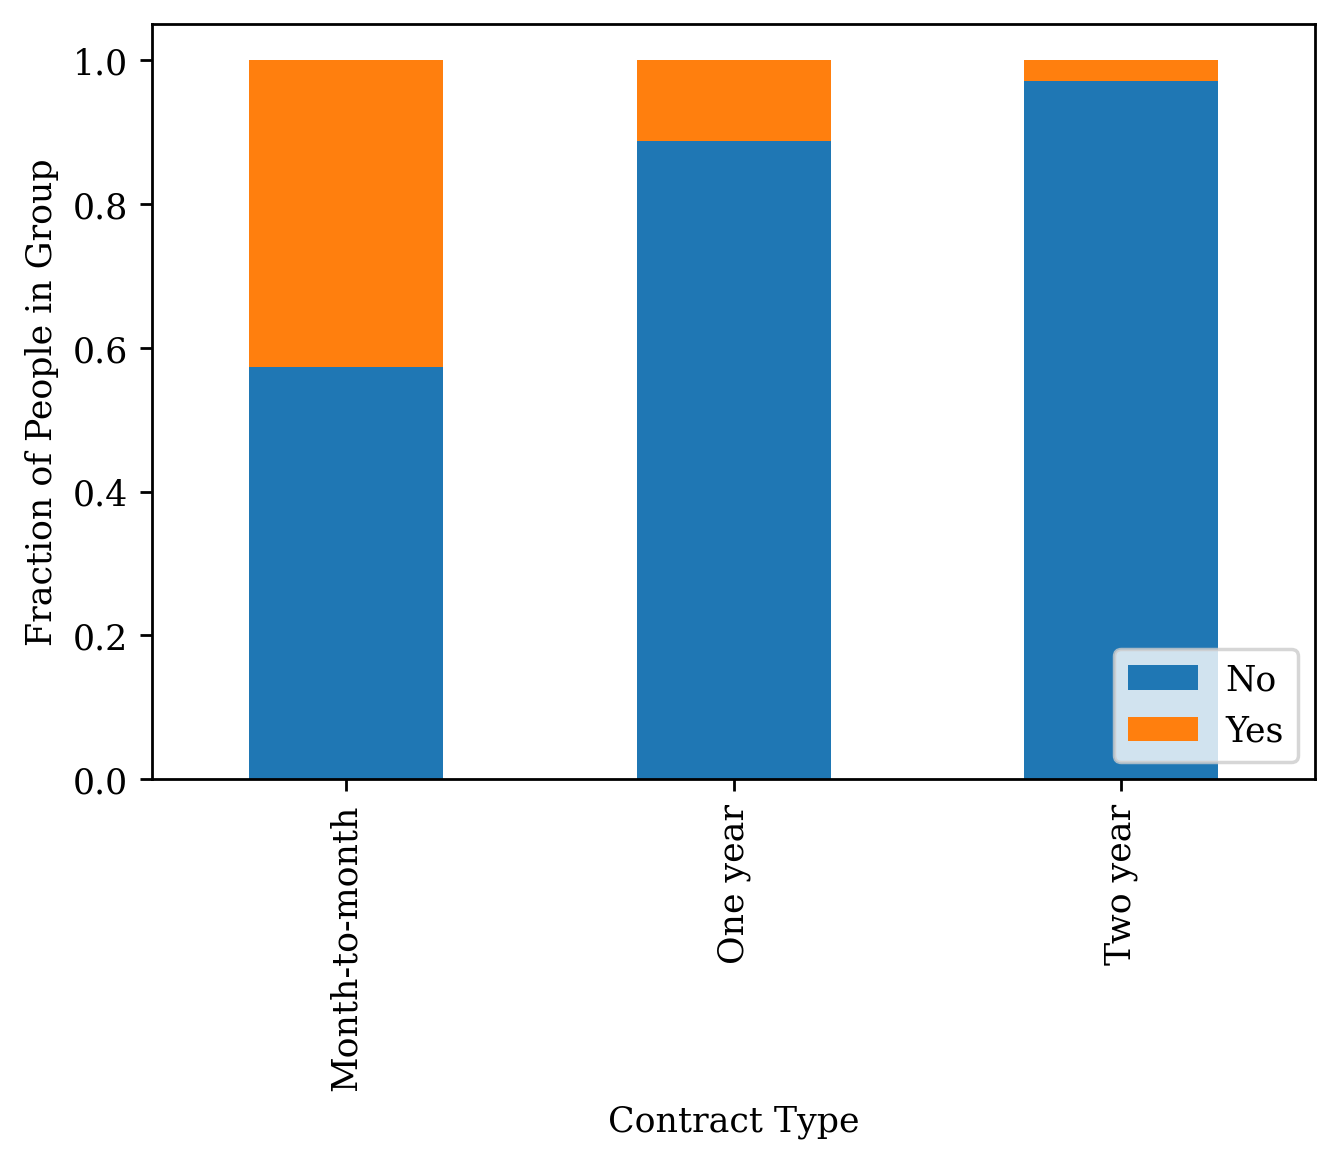 Fraction of People in Group
1.0
0.8
0.6
0.4
0.2
0.0
No
Yes
Month-to-month
One year
Two year
Contract Type